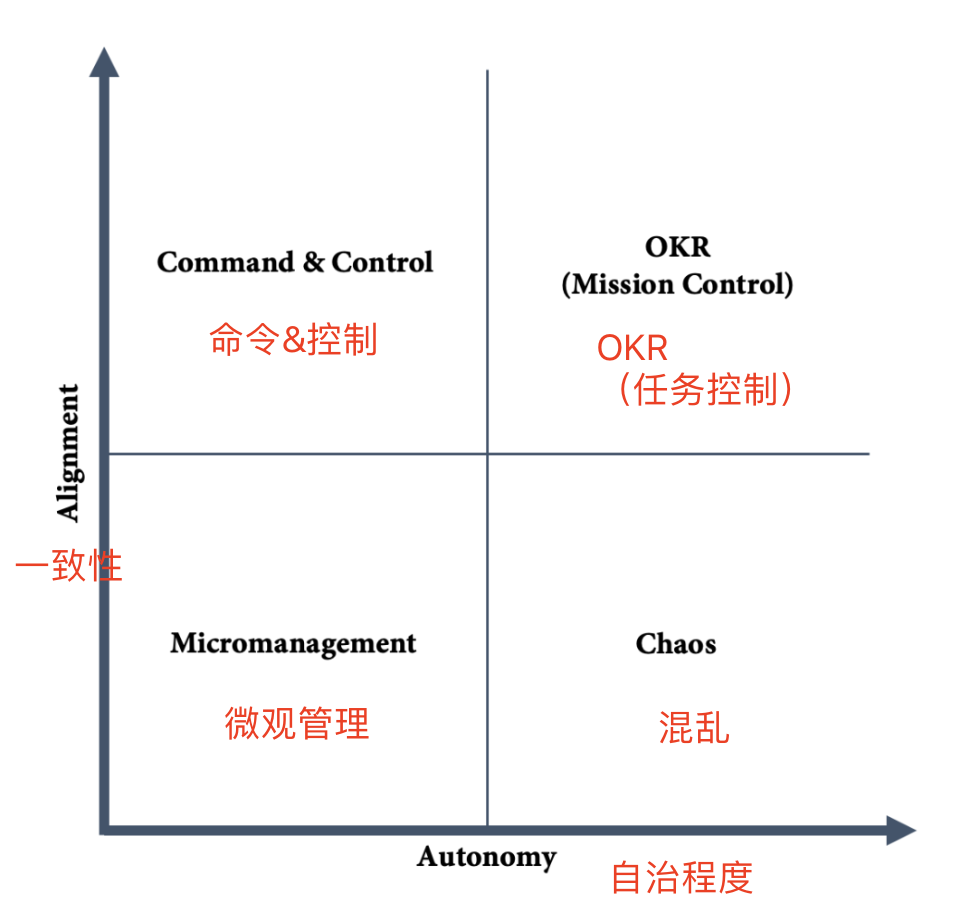 Command & Control
命令&控制
OKR
(Mission Control)
OKR
（任务控制）
Alignment
一致性
Micromanagement
微观管理
Chaos
混乱
Autonomy
自治程度